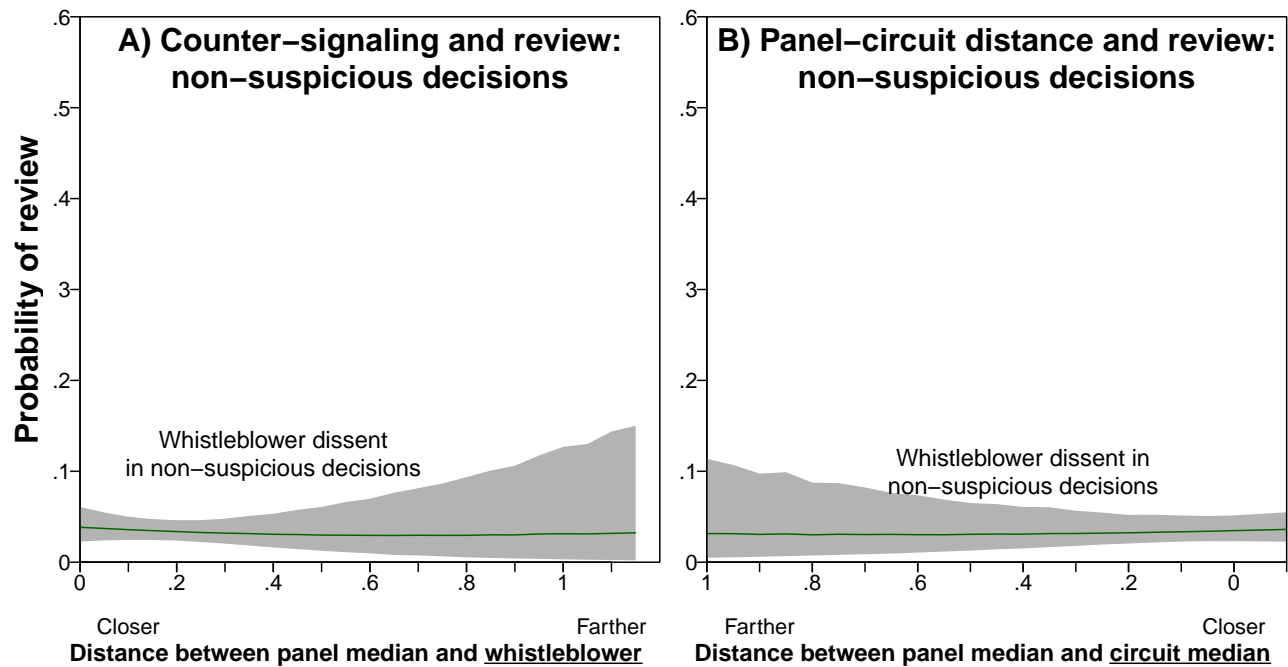 A) Counter−signaling and review:
non−suspicious decisions
Probability of review
.6
.5
.4
3
.2
.1
0
Whistleblower dissent
in non−suspicious decisions
0 .2 .4 .6 .8 1
Closer Farther
Distance between panel median and whistleblower
B) Panel−circuit distance and review:
non−suspicious decisions
.6
.5
.4
3
.2
.1
0
Whistleblower dissent in
non−suspicious decisions
1 .8 .6 .4 .2 0
Farther Closer
Distance between panel median and circuit median